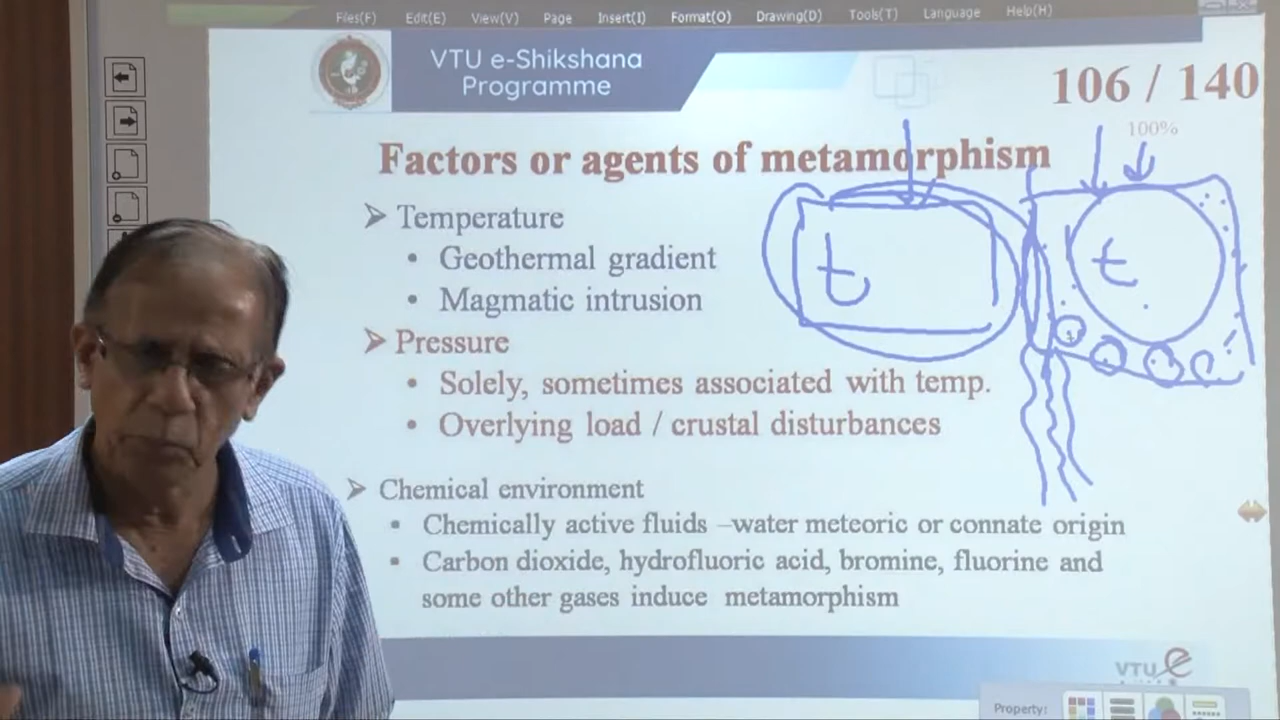 Files(F) Edit(E) View(V) Page Insert(I) Format(O) Drawing(D) Tools(T) Language Help(H)
VTU e-Shikshana
Programme
106 / 140
100%
Factors or agents of metamorphism
➤ Temperature
• Geothermal gradient
• Magmatic intrusion
t
t
➤ Pressure
• Solely, sometimes associated with temp.
• Overlying load / crustal disturbances
➤ Chemical environment
▪ Chemically active fluids –water meteoric or connate origin
▪ Carbon dioxide, hydrofluoric acid, bromine, fluorine and
some other gases induce metamorphism
VTU e
Property: